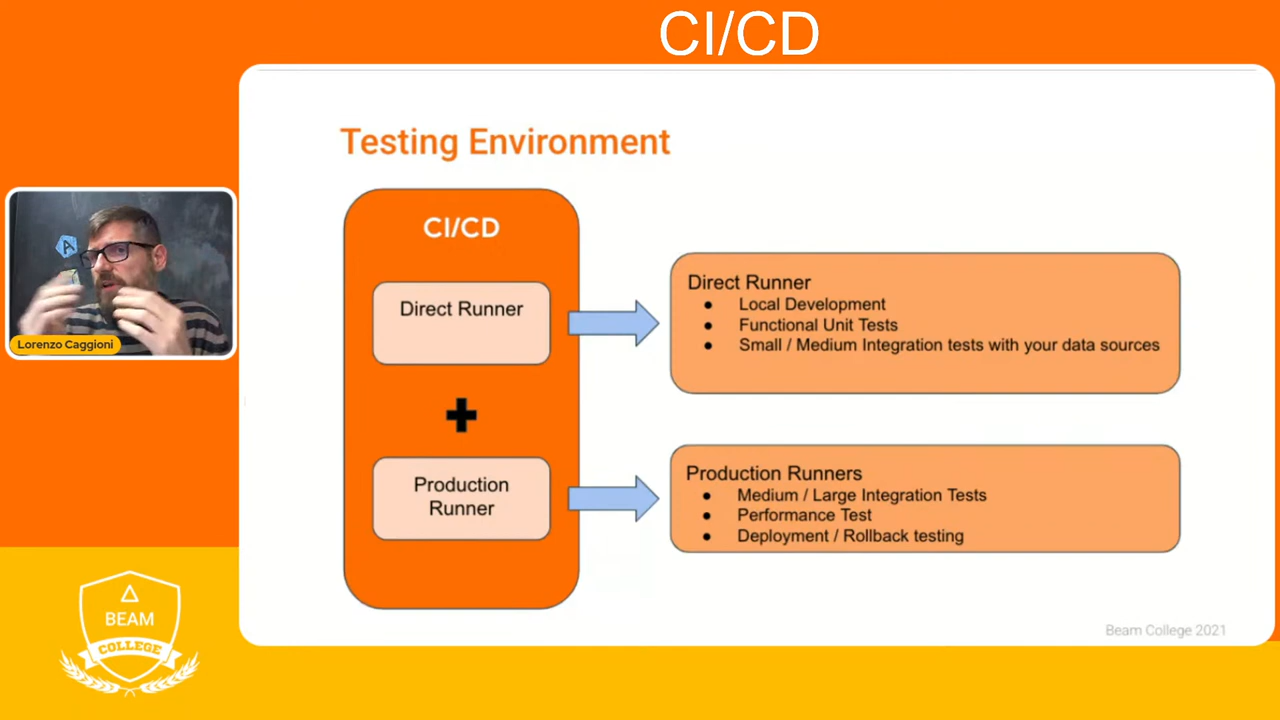 CI/CD
Testing Environment
CI/CD
Direct Runner
Production
Runner
Direct Runner
● Local Development
● Functional Unit Tests
● Small / Medium Integration tests with your data sources
Production Runners
● Medium / Large Integration Tests
● Performance Test
● Deployment / Rollback testing
A
Lorenzo Caggioni
BEAM
COLLEGE
Beam College 2021